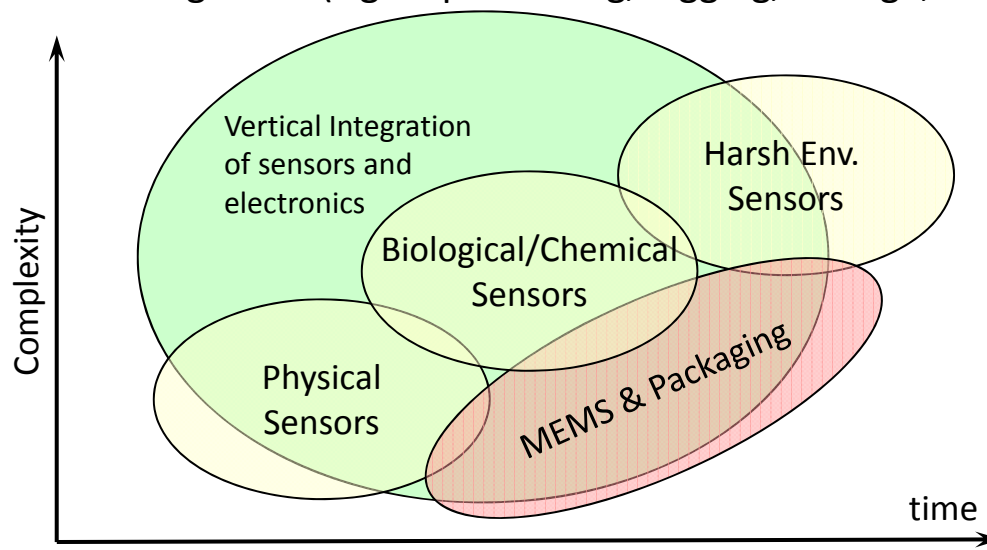 Vertical Integration
of sensors and
electronics
Harsh Env.
Sensors
Biological/Chemical
Sensors
Physical
Sensors
MEMS & Packaging
Complexity
time